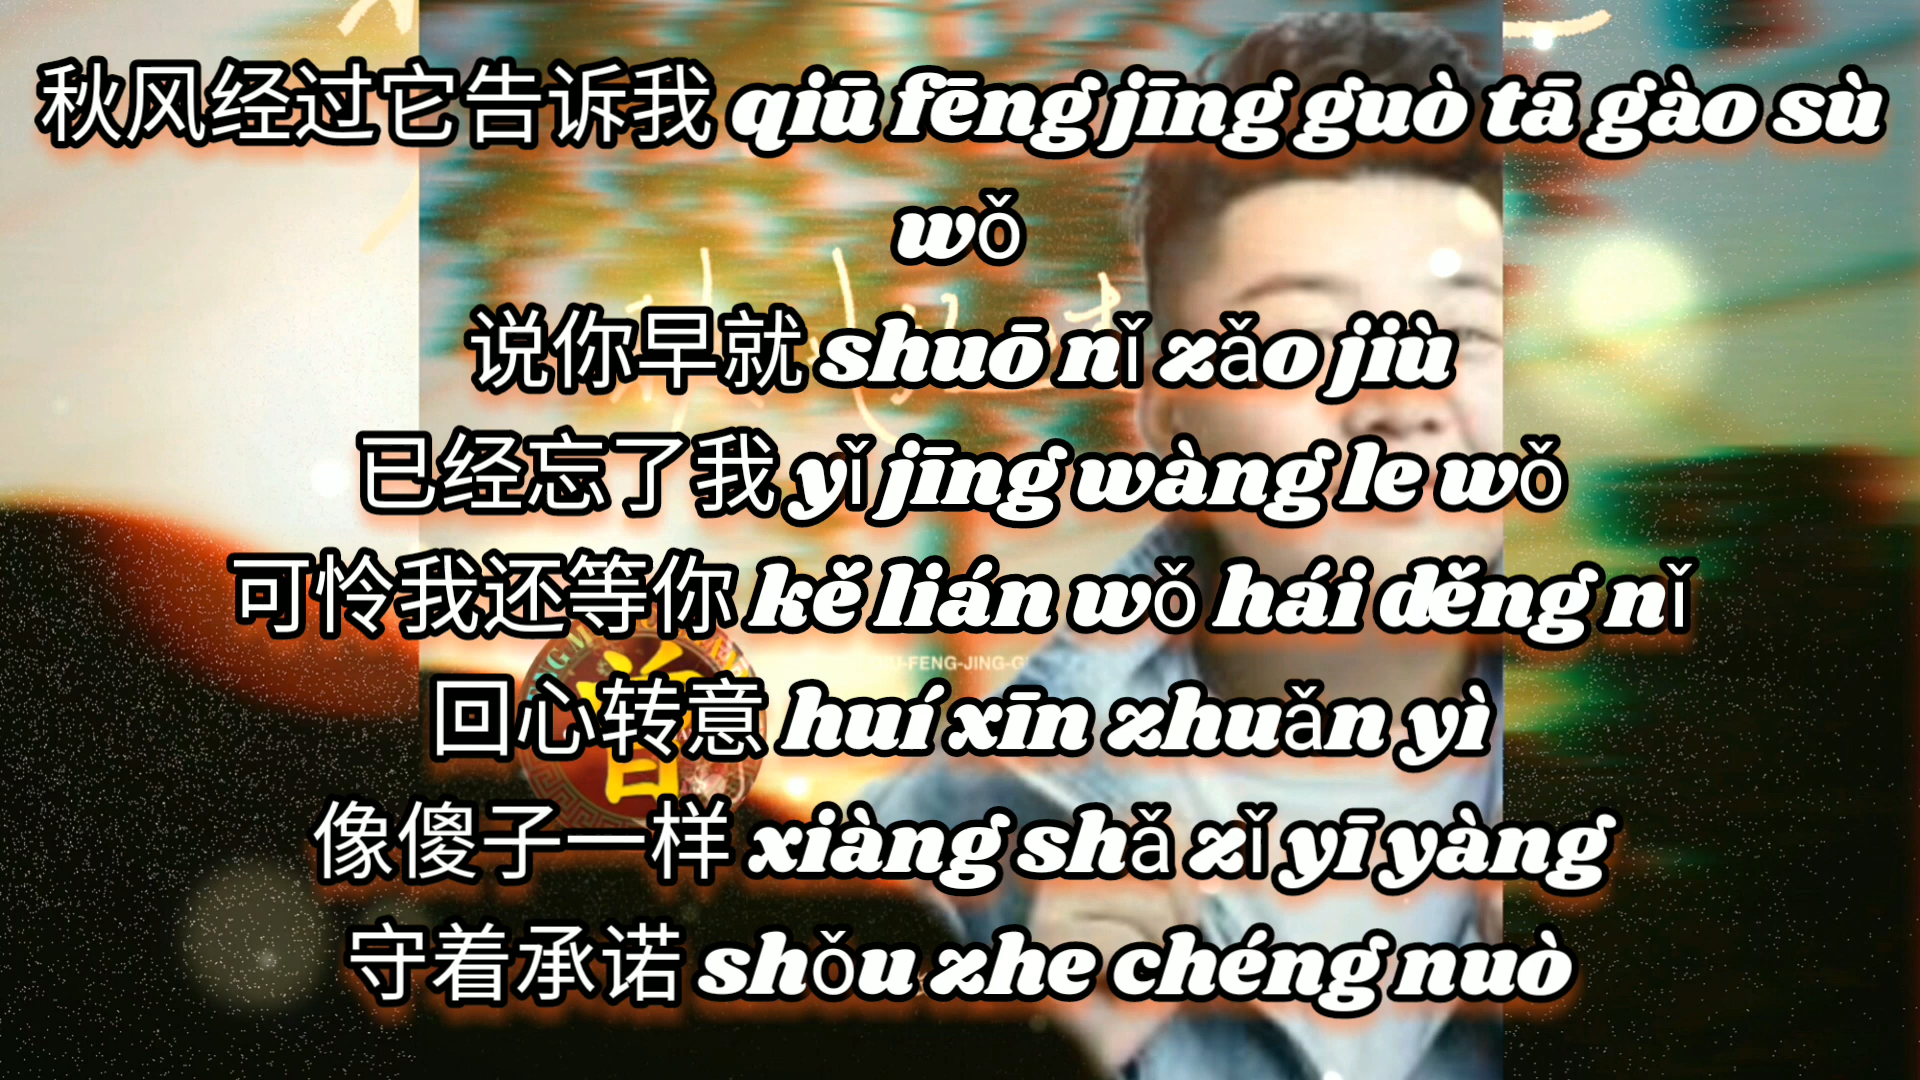 秋风经过它告诉我 qiū fēng jīng guò tā gào sù
wǒ
说你早就 shuō nǐ zǎo jiù
已经忘了我 yǐ jīng wàng le wǒ
可怜我还等你 kě lián wǒ hái děng nǐ
回心转意 huí xīn zhuǎn yì
像傻子一样 xiàng shǎ zǐ yī yàng
守着承诺 shǒu zhe chéng nuò